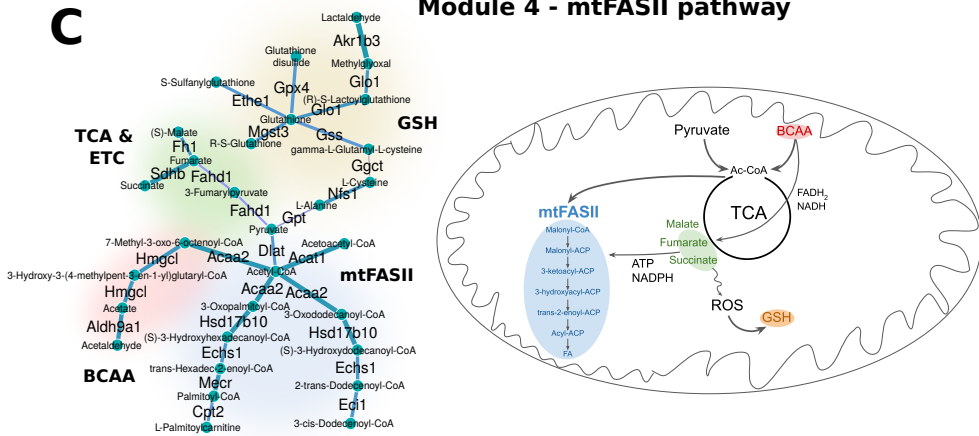 C
Module 4 - mtFASII pathway
Lactaldehyde
Akr1b3
Methylglyoxal
Glo1
(R)-S-Lactoylglutathione
Glo1
Glutathione
disulfide
Gpx4
S-Sulfanylglutathione
Ethe1
Glutathione
Mgst3
R-S-Glutathione
Gss
gamma-L-Glutamyl-L-cysteine
GSH
Ggct
L-Cysteine
Nfs1
L-Alanine
Gpt
Pyruvate
TCA &
ETC
(S)-Malate
Fh1
Fumarate
Sdhb
Succinate
Fahd1
3-Fumarylpyruvate
Fahd1
Dlat
Acetoacetyl-CoA
Acat1
Acetyl-CoA
mtFASII
7-Methyl-3-oxo-6-octenoyl-CoA
Acaa2
Hmgcl
3-Hydroxy-3-(4-methylpent-3-en-1-yl)glutaryl-CoA
Hmgcl
Acetate
Aldh9a1
Acetaldehyde
BCAA
Acaa2
3-Oxopalmitoyl-CoA
Hsd17b10
(S)-3-Hydroxyhexadecanoyl-CoA
Echs1
trans-Hexadec-2-enoyl-CoA
Mecr
Palmitoyl-CoA
Cpt2
L-Palmitoylcarnitine
Acaa2
3-Oxododecanoyl-CoA
Hsd17b10
(S)-3-Hydroxydodecanoyl-CoA
Echs1
2-trans-Dodecenoyl-CoA
Eci1
3-cis-Dodecenoyl-CoA
Pyruvate
BCAA
Ac-CoA
FADH2
NADH
TCA
mtFASII
Malonyl-CoA
Malonyl-ACP
3-ketoacyl-ACP
3-hydroxyacyl-ACP
trans-2-enoyl-ACP
Acyl-ACP
FA
Malate
Fumarate
Succinate
ATP
NADPH
ROS
GSH